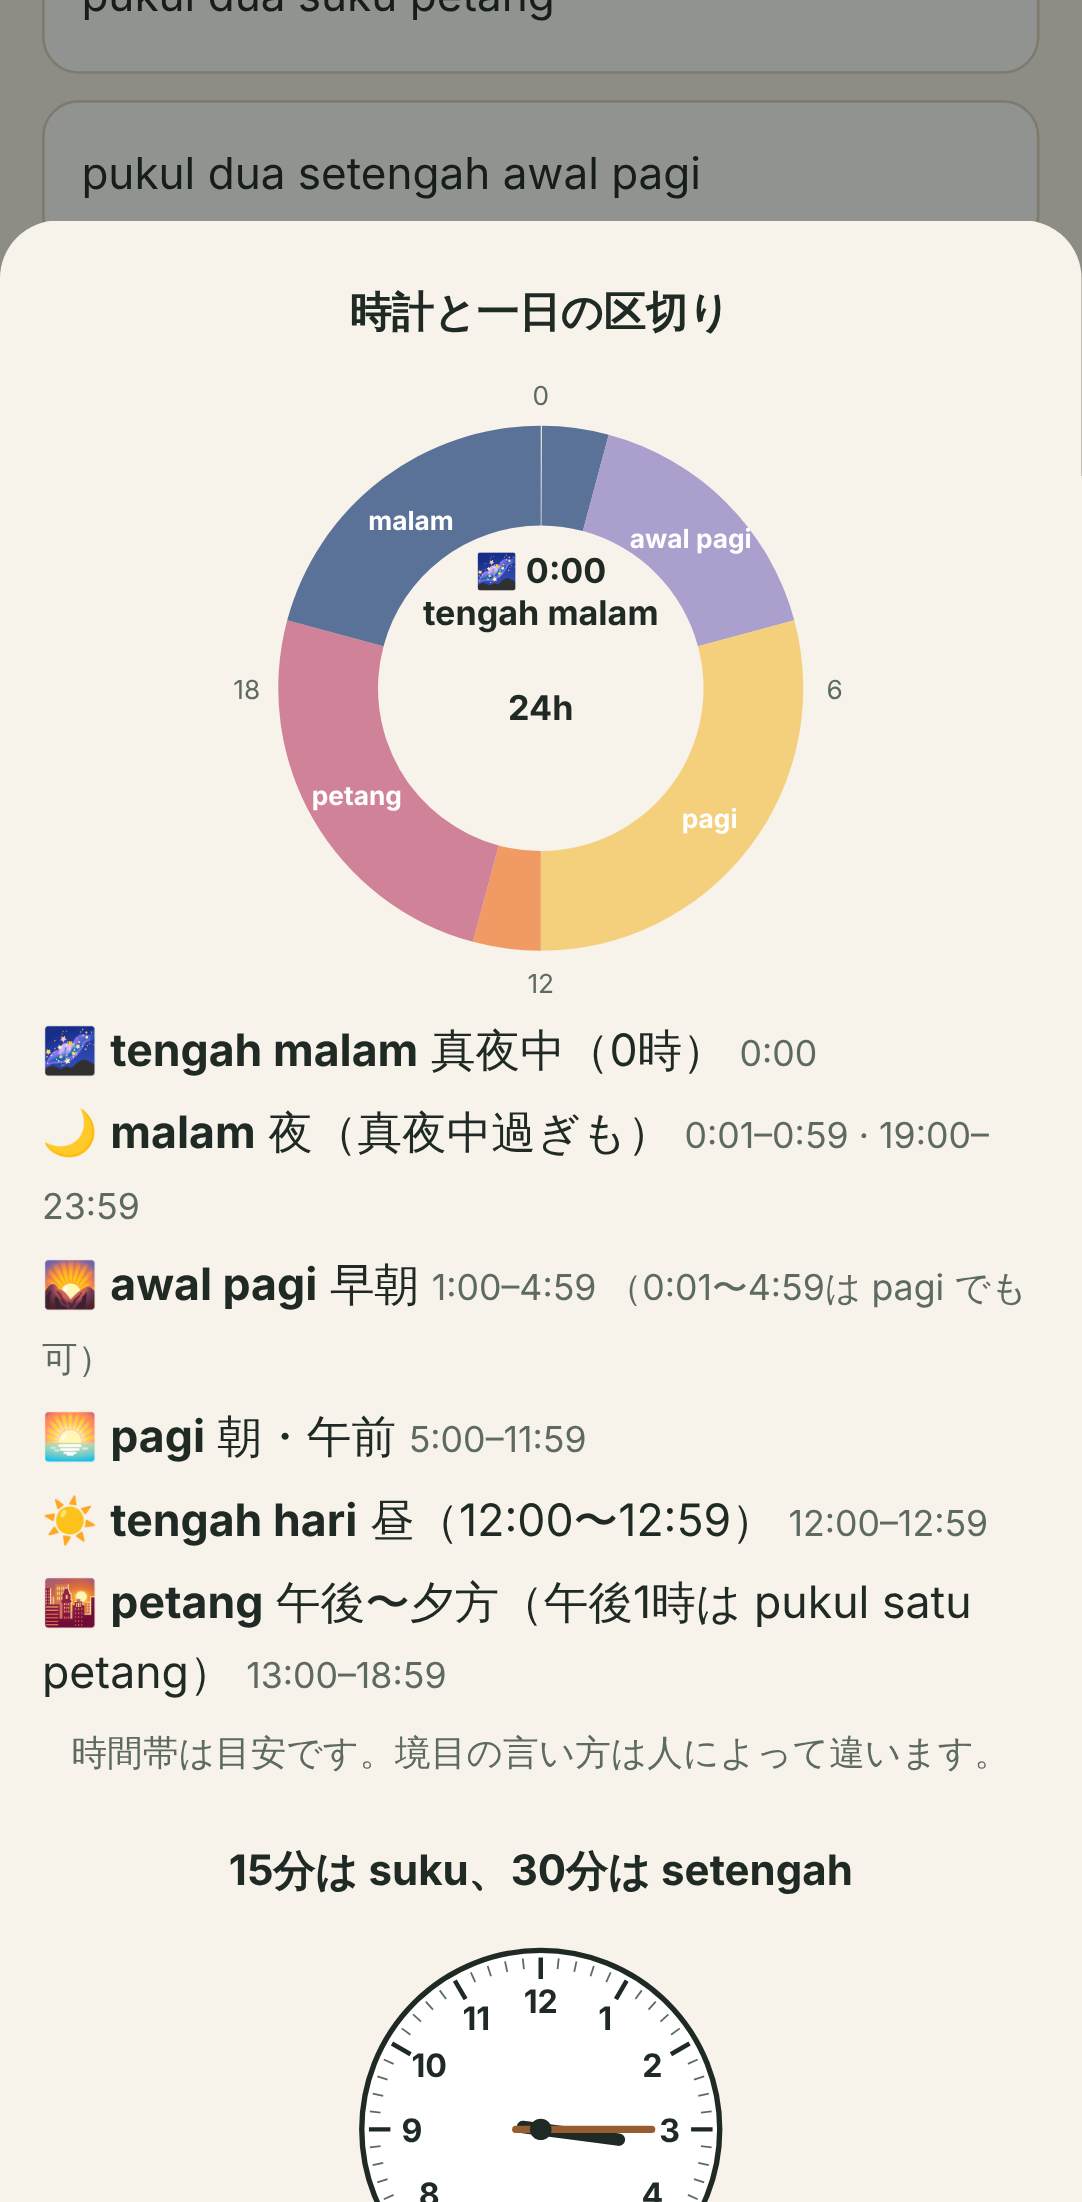 pukul dua suku petang
pukul dua setengah awal pagi
時計と一日の区切り
0
malam
awal pagi
0:00
tengah malam
18
24h
6
petang
pagi
12
tengah malam 真夜中（0時） 0:00
malam 夜（真夜中過ぎも） 0:01–0:59 · 19:00–
23:59
awal pagi 早朝 1:00–4:59 （0:01〜4:59は pagi でも
可）
pagi 朝・午前 5:00–11:59
tengah hari 昼（12:00〜12:59） 12:00–12:59
petang 午後〜夕方（午後1時は pukul satu
petang） 13:00–18:59
時間帯は目安です。境目の言い方は人によって違います。
15分は suku、30分は setengah
12
11
1
10
2
9
3
8
4